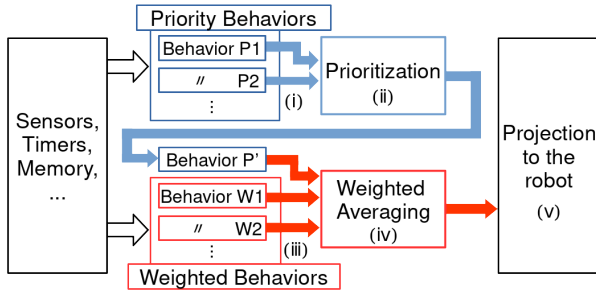 Priority Behaviors
Behavior P1
〃 P2
⋮
(i)
Prioritization
(ii)
Sensors,
Timers,
Memory,
...
Behavior P'
Behavior W1
〃 W2
⋮
(iii)
Weighted Behaviors
Weighted
Averaging
(iv)
Projection
to the
robot
(v)